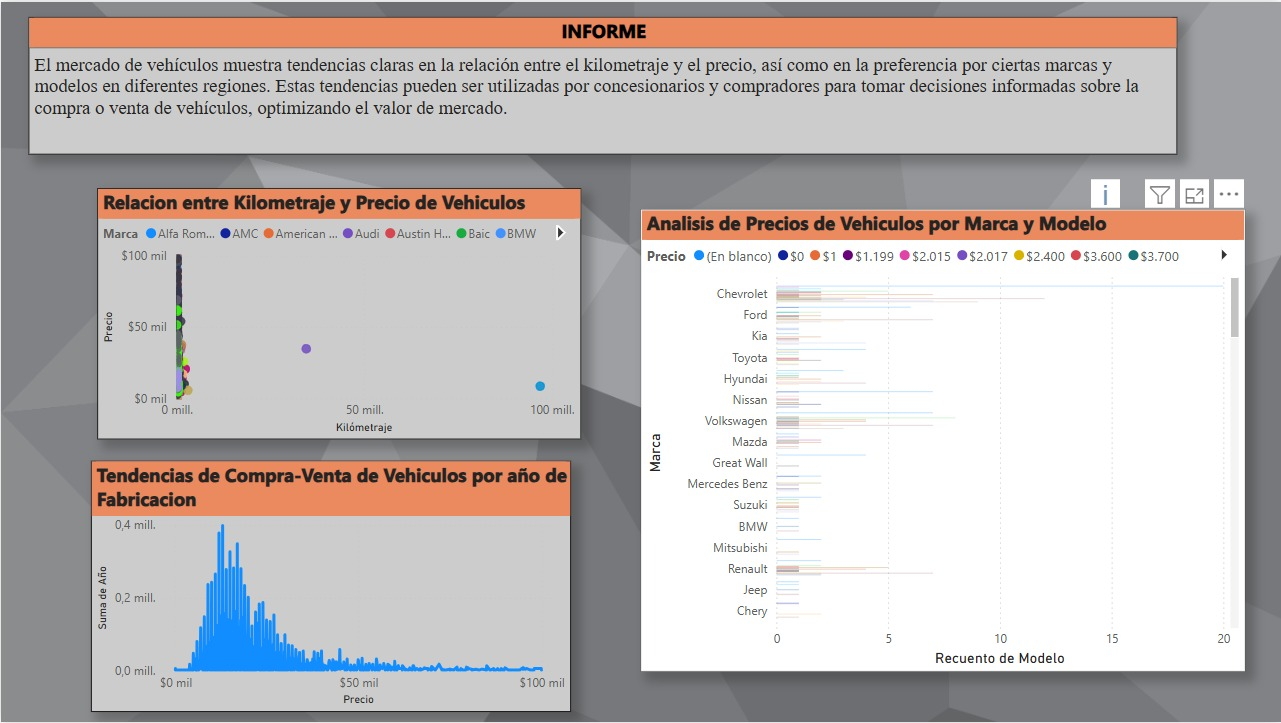 INFORME
El mercado de vehículos muestra tendencias claras en la relación entre el kilometraje y el precio, así como en la preferencia por ciertas marcas y
modelos en diferentes regiones. Estas tendencias pueden ser utilizadas por concesionarios y compradores para tomar decisiones informadas sobre la
compra o venta de vehículos, optimizando el valor de mercado.
Relacion entre Kilometraje y Precio de Vehiculos
Marca Alfa Rom... AMC American ... Audi Austin H... Baic BMW
$100 mil
$50 mil
$0 mil
Precio
0 mill. 50 mill. 100 mill.
Kilómetraje
Tendencias de Compra-Venta de Vehiculos por año de
Fabricacion
0,4 mill.
0,2 mill.
0,0 mill.
Suma de Año
$0 mil $50 mil $100 mil
Precio
i
Analisis de Precios de Vehiculos por Marca y Modelo
Precio (En blanco) $0 $1 $1.199 $2.015 $2.017 $2.400 $3.600 $3.700
Marca
Chevrolet
Ford
Kia
Toyota
Hyundai
Nissan
Volkswagen
Mazda
Great Wall
Mercedes Benz
Suzuki
BMW
Mitsubishi
Renault
Jeep
Chery
0 5 10 15 20
Recuento de Modelo